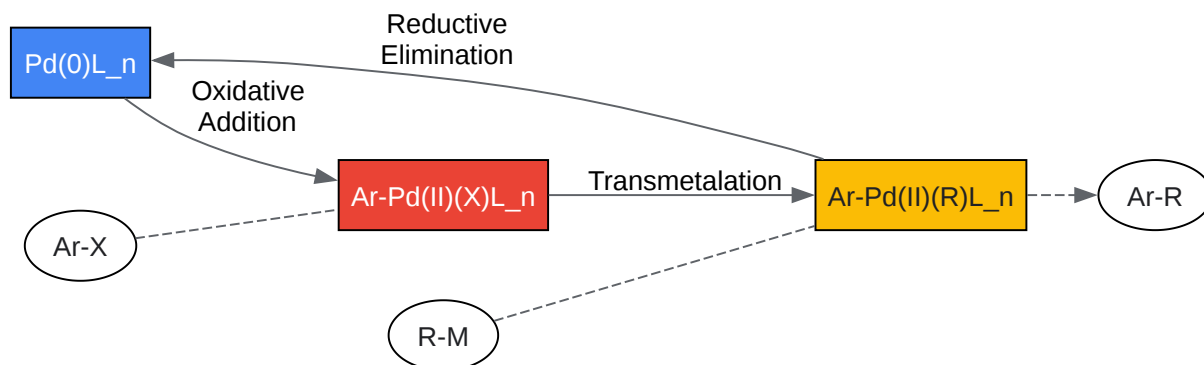 Reductive
Elimination
Pd(0)L_n
Oxidative
Addition
Ar-Pd(II)(X)L_n
Transmetalation
Ar-Pd(II)(R)L_n
Ar-R
Ar-X
R-M